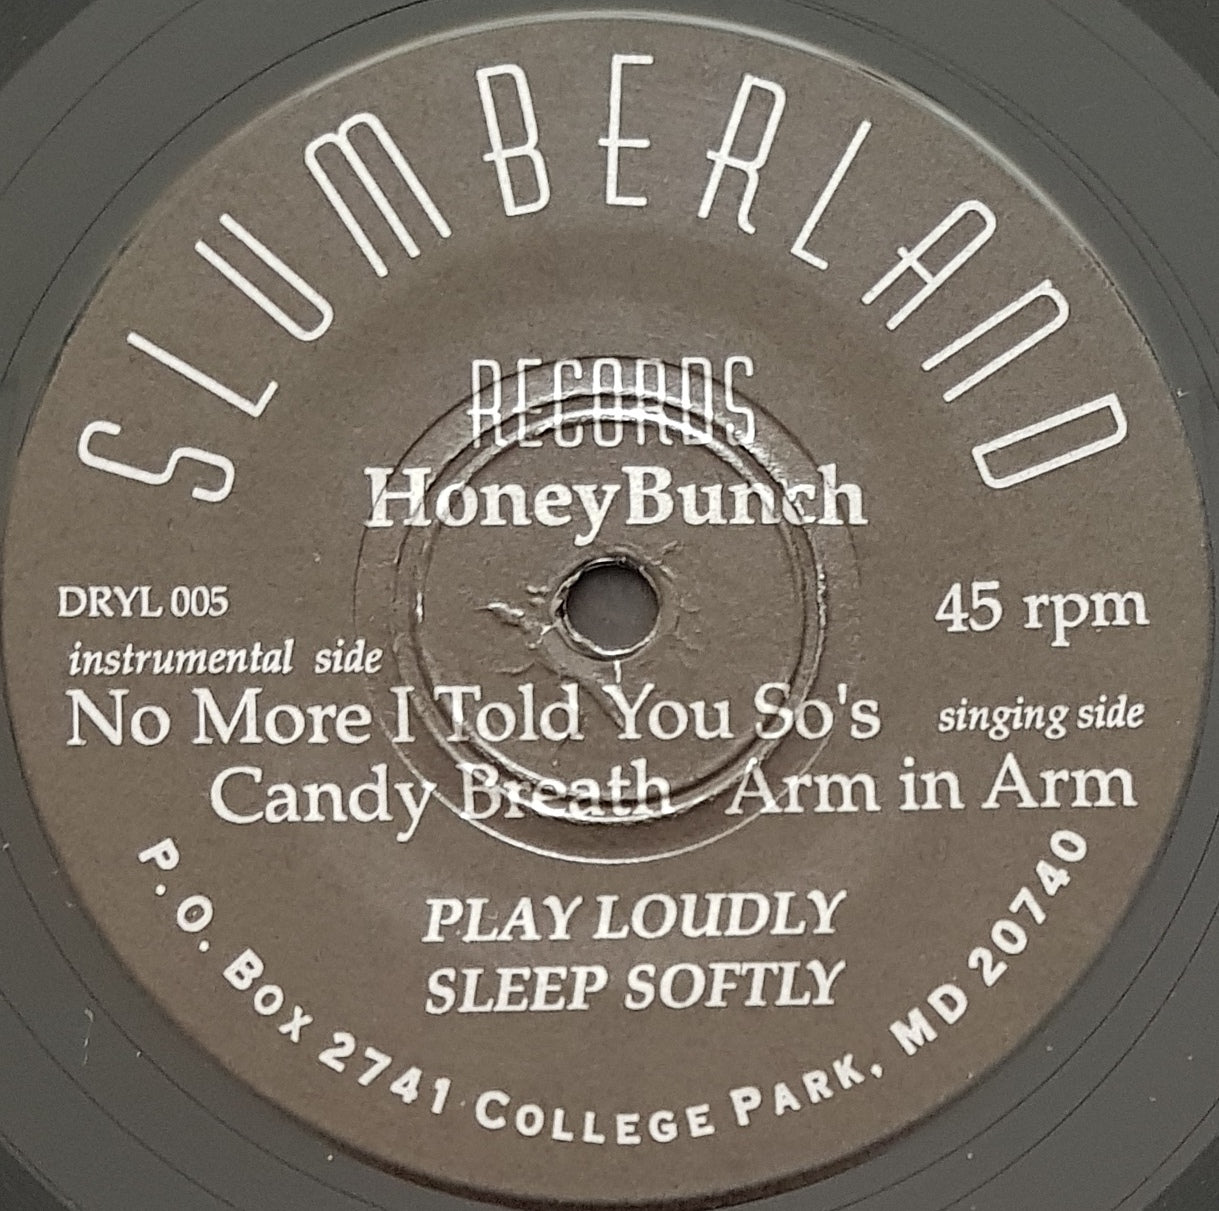 SLUMBERLAND
RECORDS
HoneyBunch
DRYL 005
45 rpm
instrumental side
No More I Told You So's
singing side
Candy Breath Arm in Arm
PLAY LOUDLY
SLEEP SOFTLY
P.O. BOX 2741 COLLEGE PARK, MD 20740